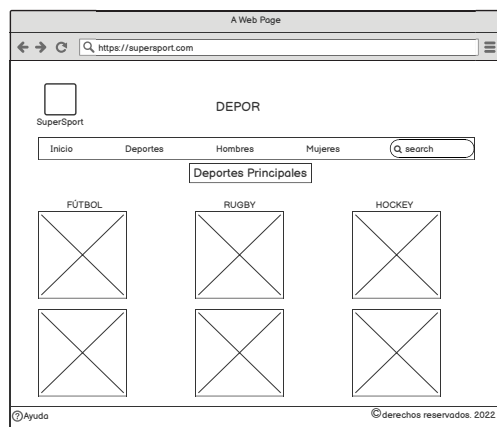 A Web Page
https://supersport.com
SuperSport
DEPOR
Inicio Deportes Hombres Mujeres search
Deportes Principales
FÚTBOL RUGBY HOCKEY
?Ayuda ©derechos reservados. 2022